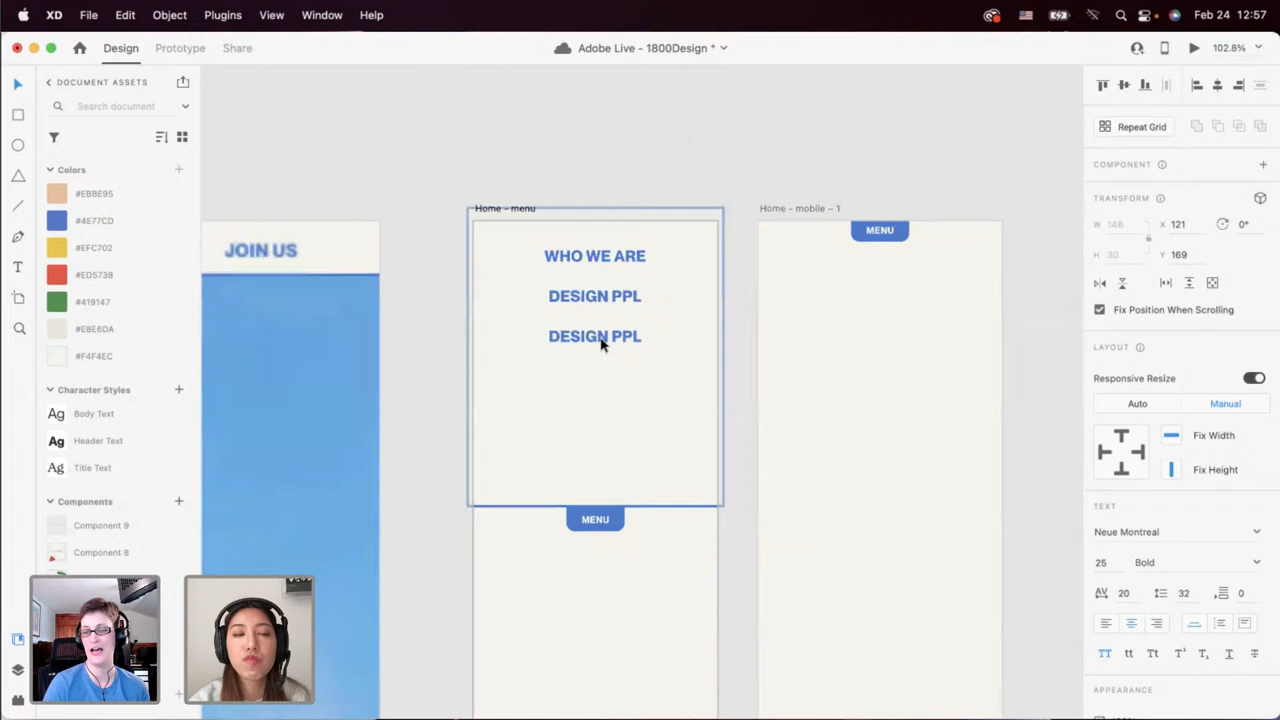 XD File Edit Object Plugins View Window Help Feb 24 12:57
Design Prototype Share Adobe Live - 1800Design * 102.8%
DOCUMENT ASSETS
Search document
Repeat Grid
Colors
COMPONENT
#EBBE95
TRANSFORM
#4E77CD
Home – menu
Home – mobile – 1
W 148 X 121 0°
JOIN US
WHO WE ARE
MENU
#EFC702
H 30 Y 169
#ED5738
DESIGN PPL
#419147
Fix Position When Scrolling
#E8E6DA
DESIGN PPL
LAYOUT
#F4F4EC
Responsive Resize
Character Styles
Auto Manual
Ag Body Text
Ag Header Text
Fix Width
Ag Title Text
Fix Height
Components
MENU
TEXT
Component 9
Neue Montreal
Component 8
25 Bold
AV 20 32 0
TT tt Tt T¹ T₁ T T
APPEARANCE